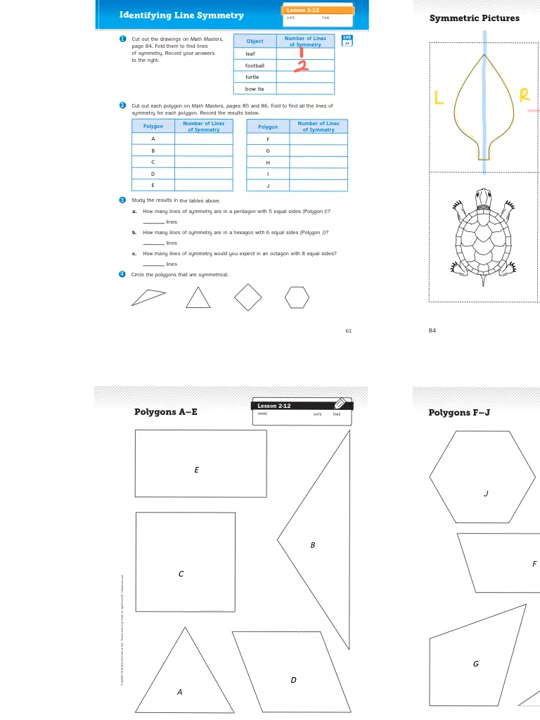 Identifying Line Symmetry
Lesson 2-12
DATE TIME
1 Cut out the drawings on Math Masters,
page 84. Fold them to find lines
of symmetry. Record your answers
to the right.
Object Number of Lines
of Symmetry
leaf 1
football 2
turtle
bow tie
2 Cut out each polygon on Math Masters, pages 85 and 86. Fold to find all the lines of
symmetry for each polygon. Record the results below.
Polygon Number of Lines
of Symmetry
A
B
C
D
E
Polygon Number of Lines
of Symmetry
F
G
H
I
J
3 Study the results in the tables above.
a. How many lines of symmetry are in a pentagon with 5 equal sides (Polygon I)?
lines
b. How many lines of symmetry are in a hexagon with 6 equal sides (Polygon J)?
lines
c. How many lines of symmetry would you expect in an octagon with 8 equal sides?
lines
4 Circle the polygons that are symmetrical.
61
Symmetric Pictures
L R
84
Polygons A–E
Lesson 2-12
NAME DATE TIME
E
B
C
A
D
Polygons F–J
J
F
G